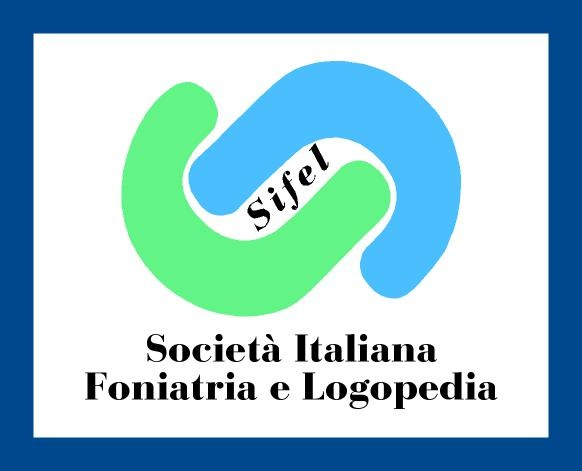 Sifel
Società Italiana
Foniatria e Logopedia